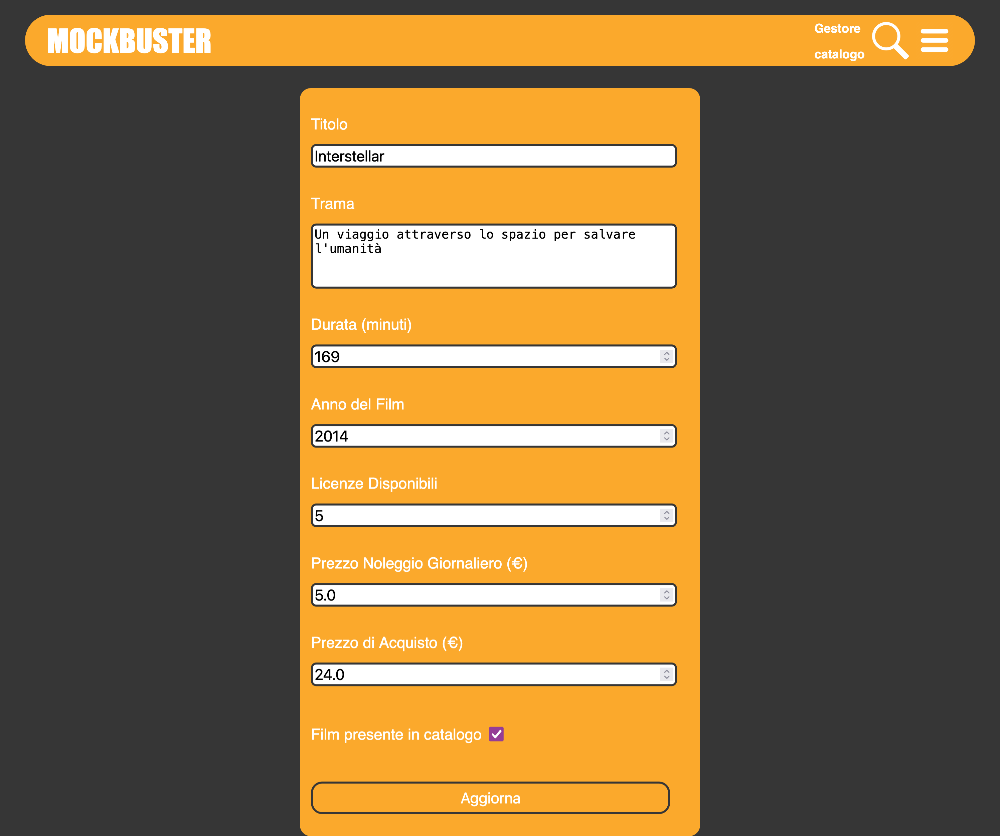 MOCKBUSTER
Gestore
catalogo
Titolo
Interstellar
Trama
Un viaggio attraverso lo spazio per salvare
l'umanità
Durata (minuti)
169
Anno del Film
2014
Licenze Disponibili
5
Prezzo Noleggio Giornaliero (€)
5.0
Prezzo di Acquisto (€)
24.0
Film presente in catalogo
Aggiorna